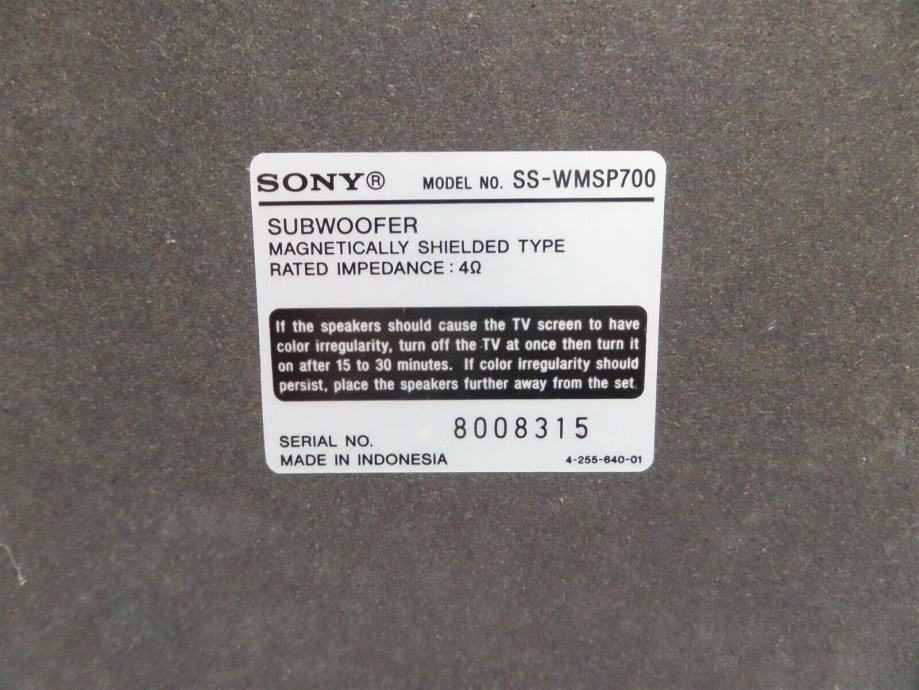 SONY® MODEL NO. SS-WMSP700
SUBWOOFER
MAGNETICALLY SHIELDED TYPE
RATED IMPEDANCE : 4Ω
If the speakers should cause the TV screen to have
color irregularity, turn off the TV at once then turn it
on after 15 to 30 minutes. If color irregularity should
persist, place the speakers further away from the set.
8008315
SERIAL NO.
MADE IN INDONESIA 4-255-640-01